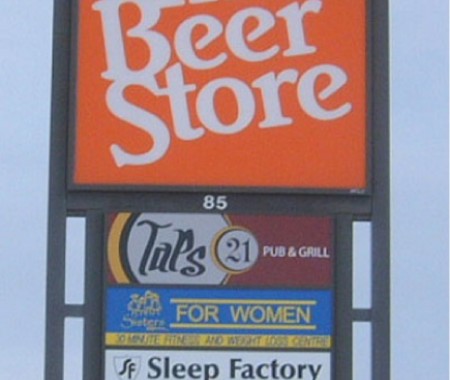 Beer
Store
85
Taps 21 PUB & GRILL
Sisters FOR WOMEN
30 MINUTE FITNESS AND WEIGHT LOSS CENTRE
SF Sleep Factory